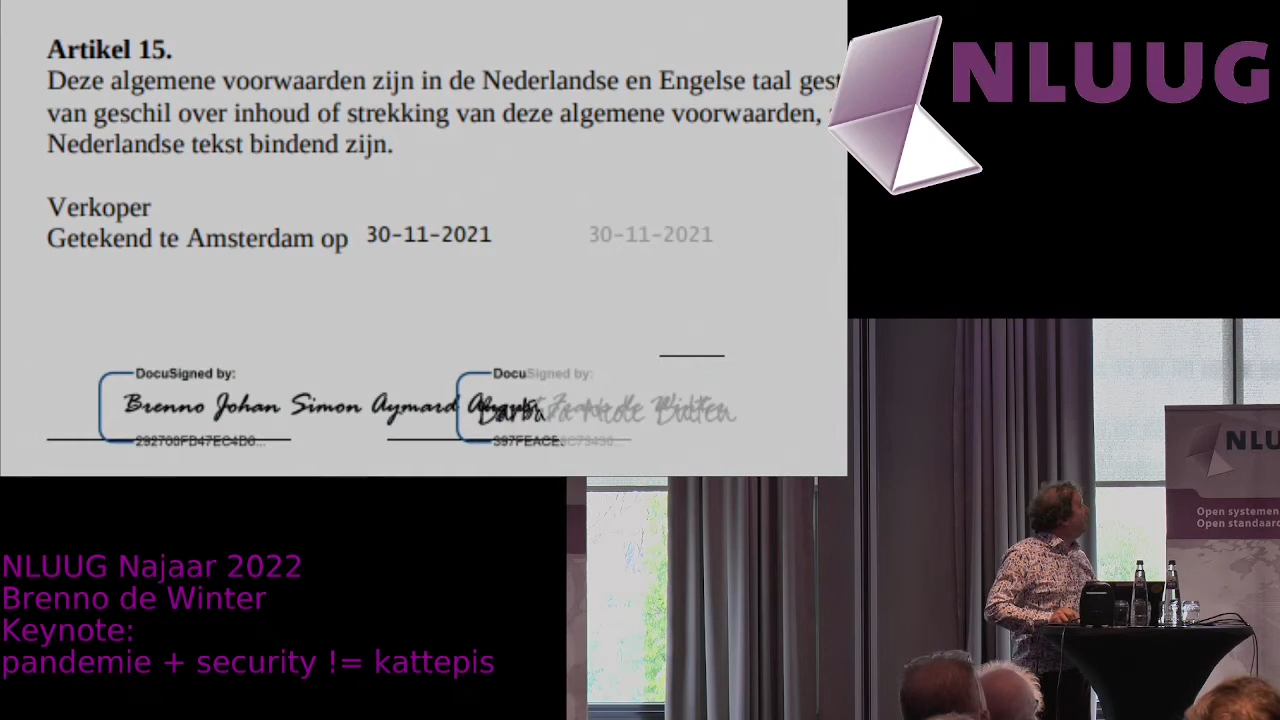 Artikel 15.
Deze algemene voorwaarden zijn in de Nederlandse en Engelse taal gest
van geschil over inhoud of strekking van deze algemene voorwaarden,
Nederlandse tekst bindend zijn.
Verkoper
Getekend te Amsterdam op 30-11-2021 30-11-2021
DocuSigned by: DocuSigned by:
Brenno Johan Simon Aymard
NLUUG
NLU
Open systemen
Open standaard
NLUUG Najaar 2022
Brenno de Winter
Keynote:
pandemie + security != kattepis